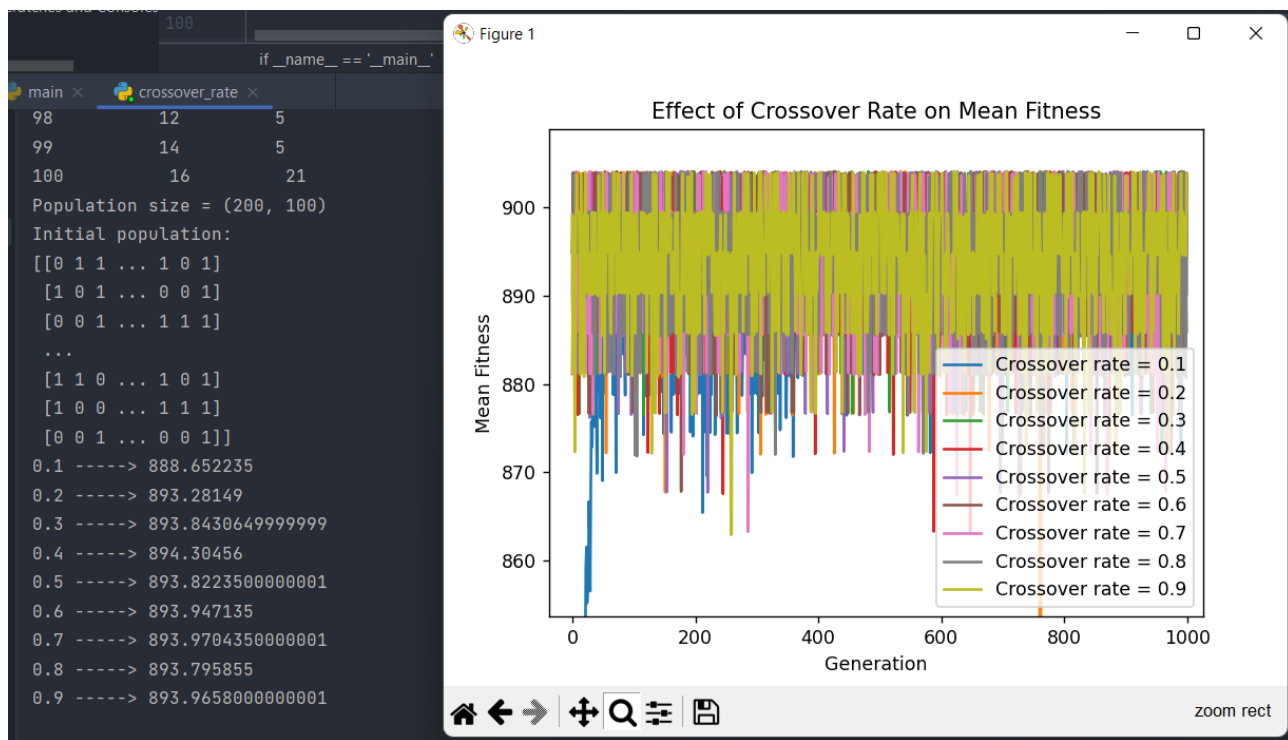 100
if __name__ == '__main__'
main
crossover_rate
98 12 5
99 14 5
100 16 21
Population size = (200, 100)
Initial population:
[[0 1 1 ... 1 0 1]
[1 0 1 ... 0 0 1]
[0 0 1 ... 1 1 1]
...
[1 1 0 ... 1 0 1]
[1 0 0 ... 1 1 1]
[0 0 1 ... 0 0 1]]
0.1 -----> 888.652235
0.2 -----> 893.28149
0.3 -----> 893.8430649999999
0.4 -----> 894.30456
0.5 -----> 893.8223500000001
0.6 -----> 893.947135
0.7 -----> 893.9704350000001
0.8 -----> 893.795855
0.9 -----> 893.9658000000001
Figure 1
Effect of Crossover Rate on Mean Fitness
Mean Fitness
900
890
880
870
860
Crossover rate = 0.1
Crossover rate = 0.2
Crossover rate = 0.3
Crossover rate = 0.4
Crossover rate = 0.5
Crossover rate = 0.6
Crossover rate = 0.7
Crossover rate = 0.8
Crossover rate = 0.9
0 200 400 600 800 1000
Generation
zoom rect